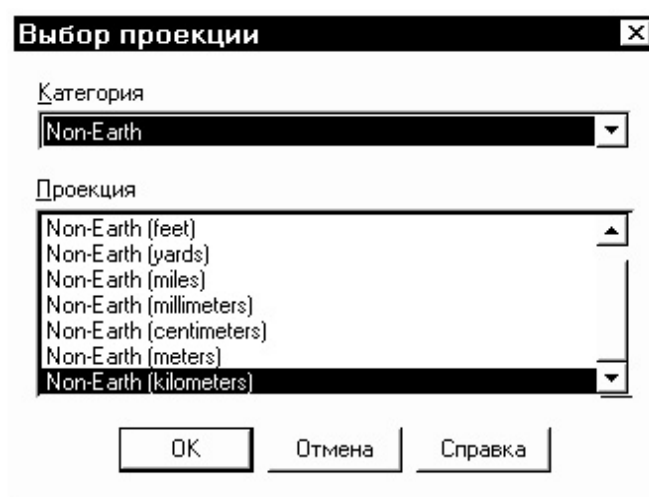 Выбор проекции
Категория
Non-Earth
Проекция
Non-Earth (feet)
Non-Earth (yards)
Non-Earth (miles)
Non-Earth (millimeters)
Non-Earth (centimeters)
Non-Earth (meters)
Non-Earth (kilometers)
OK Отмена Справка